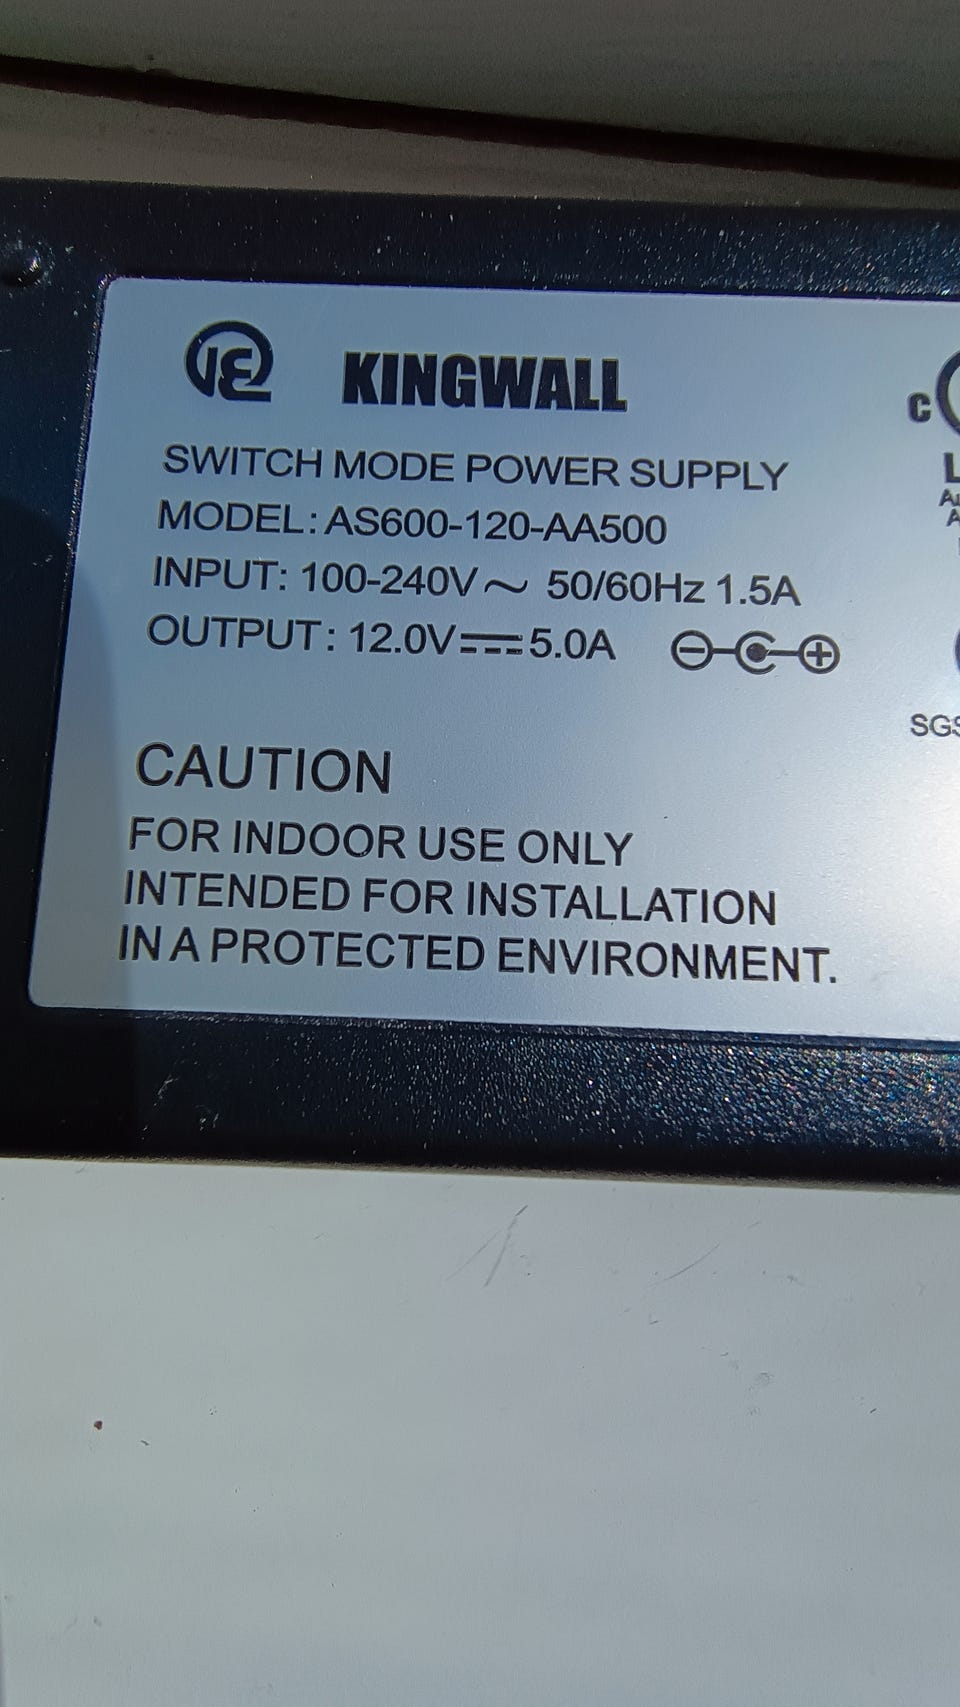 KINGWALL
SWITCH MODE POWER SUPPLY
MODEL: AS600-120-AA500
INPUT: 100-240V~ 50/60Hz 1.5A
OUTPUT: 12.0V⎓5.0A
CAUTION
FOR INDOOR USE ONLY
INTENDED FOR INSTALLATION
IN A PROTECTED ENVIRONMENT.
C
SGS